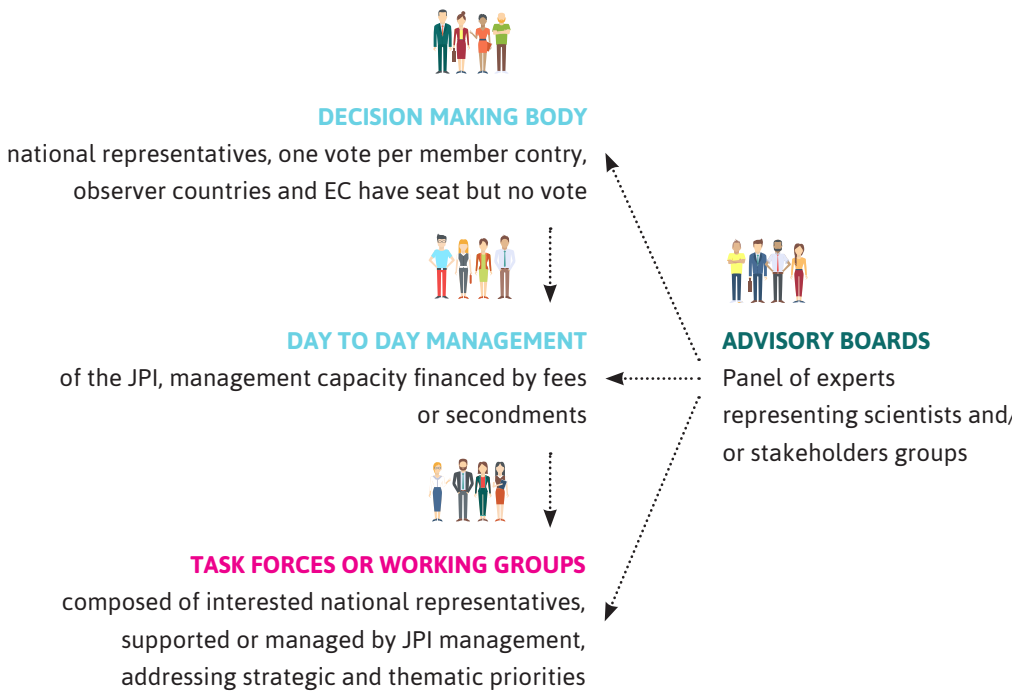 DECISION MAKING BODY
national representatives, one vote per member contry,
observer countries and EC have seat but no vote
DAY TO DAY MANAGEMENT
of the JPI, management capacity financed by fees
or secondments
ADVISORY BOARDS
Panel of experts
representing scientists and/
or stakeholders groups
TASK FORCES OR WORKING GROUPS
composed of interested national representatives,
supported or managed by JPI management,
addressing strategic and thematic priorities